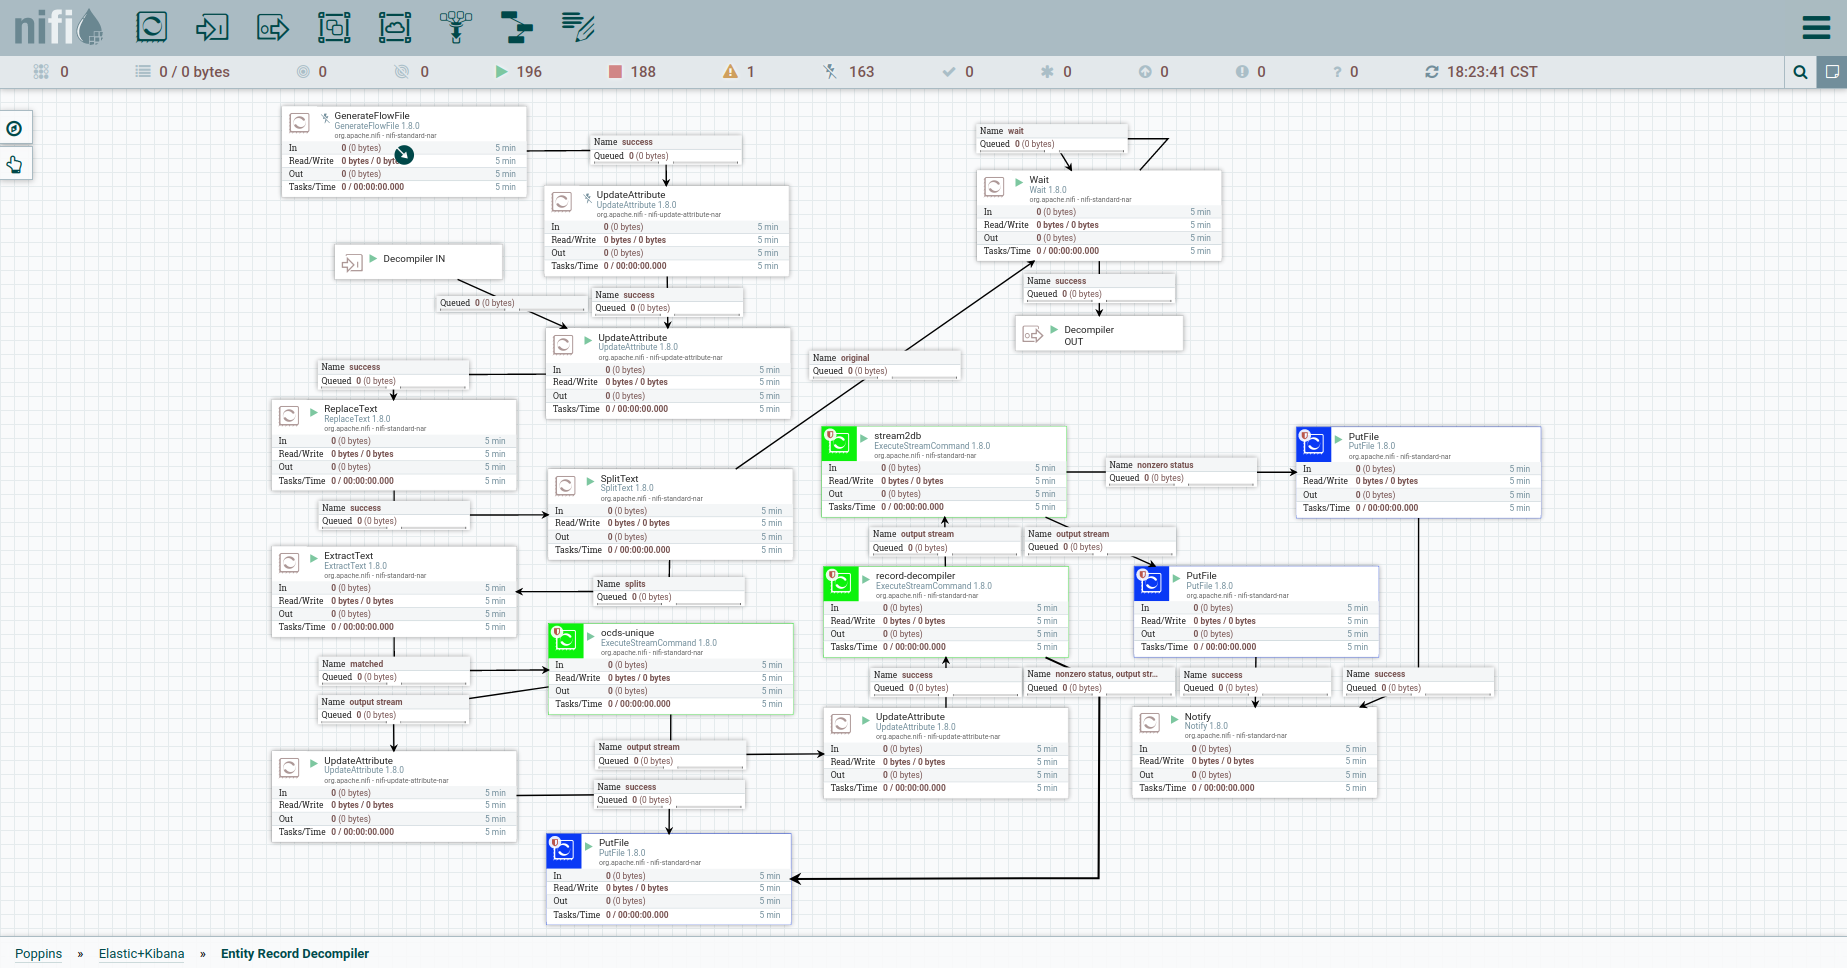 nifi
0
0 / 0 bytes
0
0
196
188
1
163
0
0
0
0
? 0
18:23:41 CST
GenerateFlowFile
GenerateFlowFile 1.8.0
org.apache.nifi - nifi-standard-nar
In 0 (0 bytes) 5 min
Read/Write 0 bytes / 0 byte 5 min
Out 0 (0 bytes) 5 min
Tasks/Time 0 / 00:00:00.000 5 min
Name success
Queued 0 (0 bytes)
UpdateAttribute
UpdateAttribute 1.8.0
org.apache.nifi - nifi-update-attribute-nar
In 0 (0 bytes) 5 min
Read/Write 0 bytes / 0 bytes 5 min
Out 0 (0 bytes) 5 min
Tasks/Time 0 / 00:00:00.000 5 min
Name wait
Queued 0 (0 bytes)
Wait
Wait 1.8.0
org.apache.nifi - nifi-standard-nar
In 0 (0 bytes) 5 min
Read/Write 0 bytes / 0 bytes 5 min
Out 0 (0 bytes) 5 min
Tasks/Time 0 / 00:00:00.000 5 min
Decompiler IN
Queued 0 (0 bytes)
Name success
Queued 0 (0 bytes)
Name success
Queued 0 (0 bytes)
Decompiler
OUT
UpdateAttribute
UpdateAttribute 1.8.0
org.apache.nifi - nifi-update-attribute-nar
In 0 (0 bytes) 5 min
Read/Write 0 bytes / 0 bytes 5 min
Out 0 (0 bytes) 5 min
Tasks/Time 0 / 00:00:00.000 5 min
Name original
Queued 0 (0 bytes)
Name success
Queued 0 (0 bytes)
ReplaceText
ReplaceText 1.8.0
org.apache.nifi - nifi-standard-nar
In 0 (0 bytes) 5 min
Read/Write 0 bytes / 0 bytes 5 min
Out 0 (0 bytes) 5 min
Tasks/Time 0 / 00:00:00.000 5 min
Name success
Queued 0 (0 bytes)
SplitText
SplitText 1.8.0
org.apache.nifi - nifi-standard-nar
In 0 (0 bytes) 5 min
Read/Write 0 bytes / 0 bytes 5 min
Out 0 (0 bytes) 5 min
Tasks/Time 0 / 00:00:00.000 5 min
stream2db
ExecuteStreamCommand 1.8.0
org.apache.nifi - nifi-standard-nar
In 0 (0 bytes) 5 min
Read/Write 0 bytes / 0 bytes 5 min
Out 0 (0 bytes) 5 min
Tasks/Time 0 / 00:00:00.000 5 min
Name nonzero status
Queued 0 (0 bytes)
PutFile
PutFile 1.8.0
org.apache.nifi - nifi-standard-nar
In 0 (0 bytes) 5 min
Read/Write 0 bytes / 0 bytes 5 min
Out 0 (0 bytes) 5 min
Tasks/Time 0 / 00:00:00.000 5 min
Name output stream
Queued 0 (0 bytes)
Name output stream
Queued 0 (0 bytes)
ExtractText
ExtractText 1.8.0
org.apache.nifi - nifi-standard-nar
In 0 (0 bytes) 5 min
Read/Write 0 bytes / 0 bytes 5 min
Out 0 (0 bytes) 5 min
Tasks/Time 0 / 00:00:00.000 5 min
Name splits
Queued 0 (0 bytes)
record-decompiler
ExecuteStreamCommand 1.8.0
org.apache.nifi - nifi-standard-nar
In 0 (0 bytes) 5 min
Read/Write 0 bytes / 0 bytes 5 min
Out 0 (0 bytes) 5 min
Tasks/Time 0 / 00:00:00.000 5 min
PutFile
PutFile 1.8.0
org.apache.nifi - nifi-standard-nar
In 0 (0 bytes) 5 min
Read/Write 0 bytes / 0 bytes 5 min
Out 0 (0 bytes) 5 min
Tasks/Time 0 / 00:00:00.000 5 min
Name matched
Queued 0 (0 bytes)
Name output stream
Queued 0 (0 bytes)
ocds-unique
ExecuteStreamCommand 1.8.0
org.apache.nifi - nifi-standard-nar
In 0 (0 bytes) 5 min
Read/Write 0 bytes / 0 bytes 5 min
Out 0 (0 bytes) 5 min
Tasks/Time 0 / 00:00:00.000 5 min
Name success
Queued 0 (0 bytes)
Name nonzero status, output str...
Queued 0 (0 bytes)
Name success
Queued 0 (0 bytes)
Name success
Queued 0 (0 bytes)
UpdateAttribute
UpdateAttribute 1.8.0
org.apache.nifi - nifi-update-attribute-nar
In 0 (0 bytes) 5 min
Read/Write 0 bytes / 0 bytes 5 min
Out 0 (0 bytes) 5 min
Tasks/Time 0 / 00:00:00.000 5 min
Notify
Notify 1.8.0
org.apache.nifi - nifi-standard-nar
In 0 (0 bytes) 5 min
Read/Write 0 bytes / 0 bytes 5 min
Out 0 (0 bytes) 5 min
Tasks/Time 0 / 00:00:00.000 5 min
UpdateAttribute
UpdateAttribute 1.8.0
org.apache.nifi - nifi-update-attribute-nar
In 0 (0 bytes) 5 min
Read/Write 0 bytes / 0 bytes 5 min
Out 0 (0 bytes) 5 min
Tasks/Time 0 / 00:00:00.000 5 min
Name output stream
Queued 0 (0 bytes)
Name success
Queued 0 (0 bytes)
PutFile
PutFile 1.8.0
org.apache.nifi - nifi-standard-nar
In 0 (0 bytes) 5 min
Read/Write 0 bytes / 0 bytes 5 min
Out 0 (0 bytes) 5 min
Tasks/Time 0 / 00:00:00.000 5 min
Poppins » Elastic+Kibana » Entity Record Decompiler